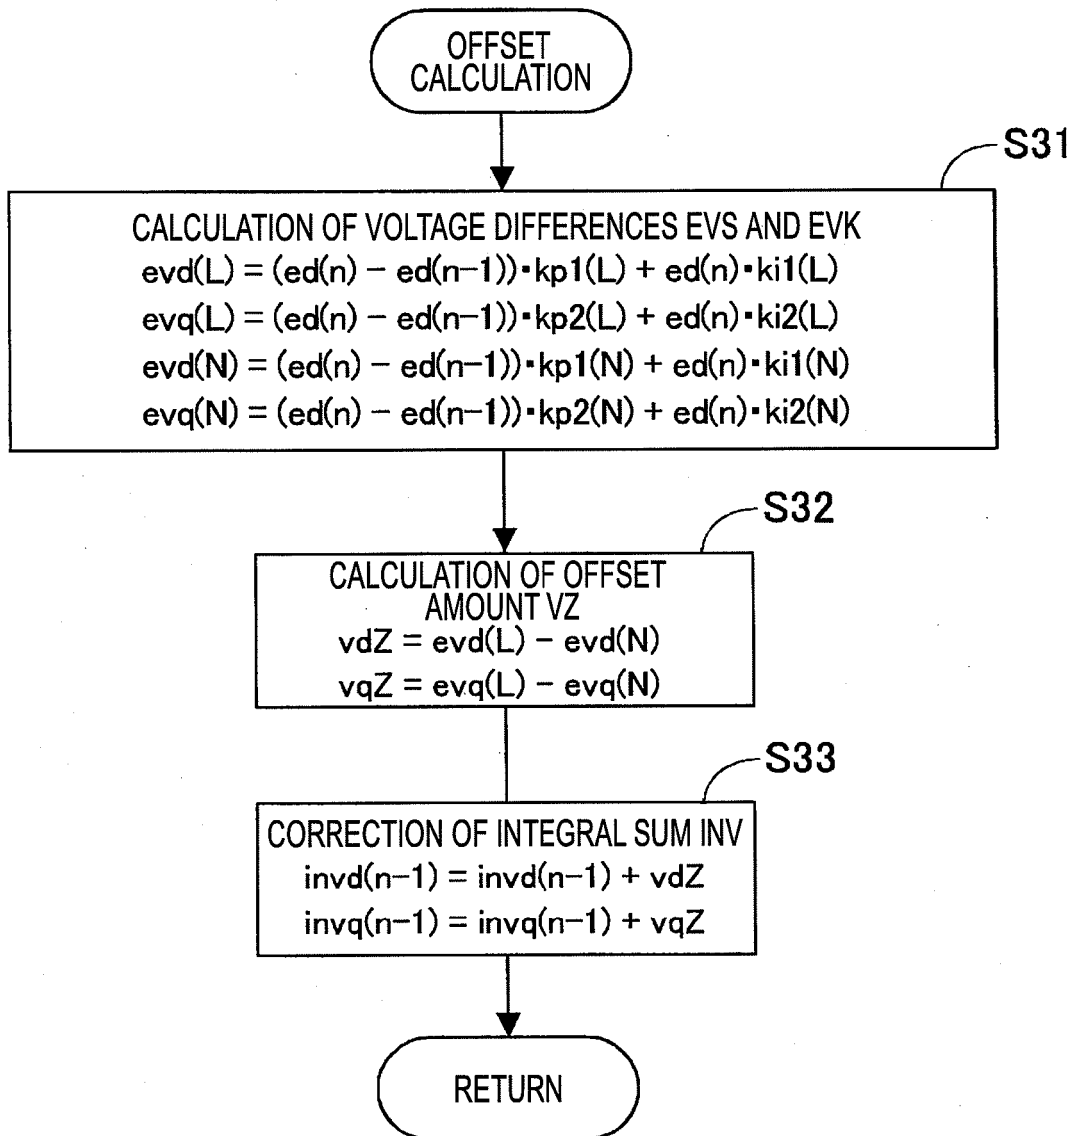 OFFSET
CALCULATION
S31
CALCULATION OF VOLTAGE DIFFERENCES EVS AND EVK
evd(L) = (ed(n) − ed(n−1))▪kp1(L) + ed(n)▪ki1(L)
evq(L) = (ed(n) − ed(n−1))▪kp2(L) + ed(n)▪ki2(L)
evd(N) = (ed(n) − ed(n−1))▪kp1(N) + ed(n)▪ki1(N)
evq(N) = (ed(n) − ed(n−1))▪kp2(N) + ed(n)▪ki2(N)
S32
CALCULATION OF OFFSET
AMOUNT VZ
vdZ = evd(L) − evd(N)
vqZ = evq(L) − evq(N)
S33
CORRECTION OF INTEGRAL SUM INV
invd(n−1) = invd(n−1) + vdZ
invq(n−1) = invq(n−1) + vqZ
RETURN